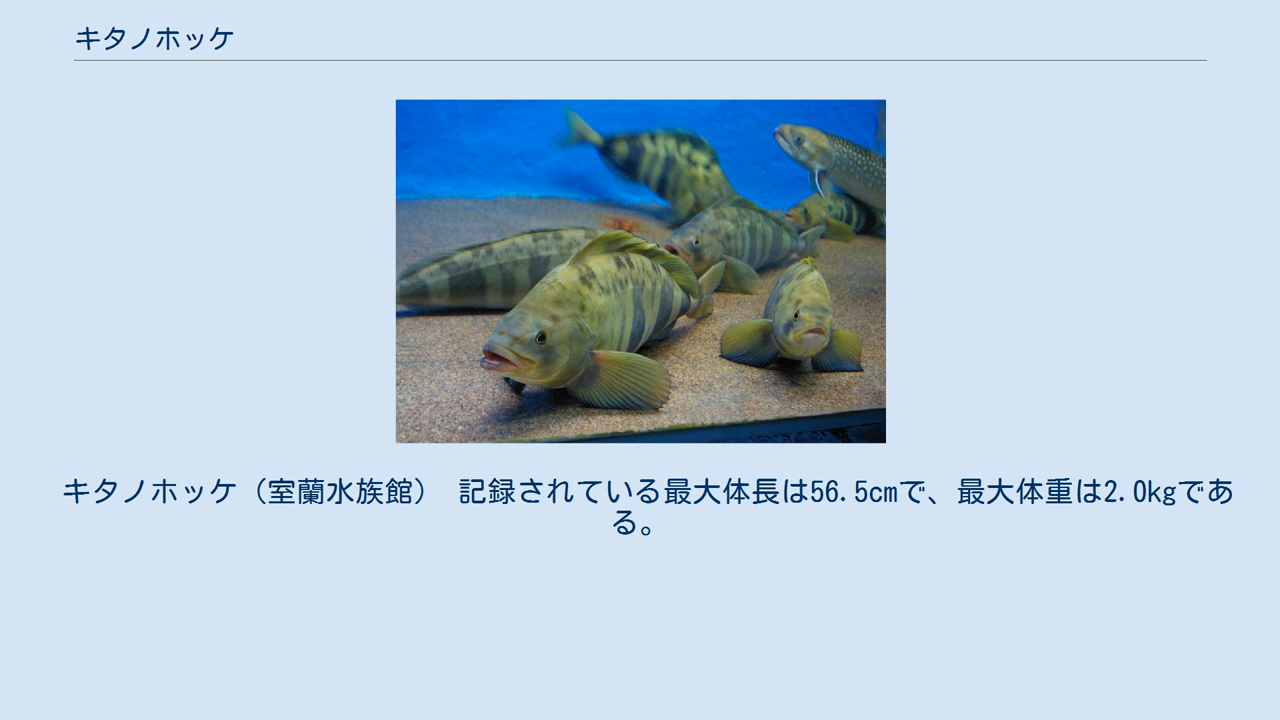 キタノホッケ
キタノホッケ（室蘭水族館）　記録されている最大体長は56.5cmで、最大体重は2.0kgであ
る。